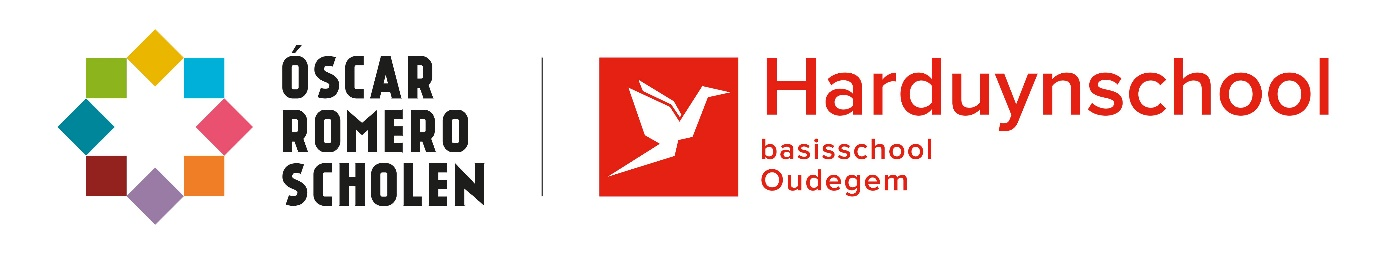 ÓSCAR
ROMERO
SCHOLEN
Harduynschool
basisschool
Oudegem